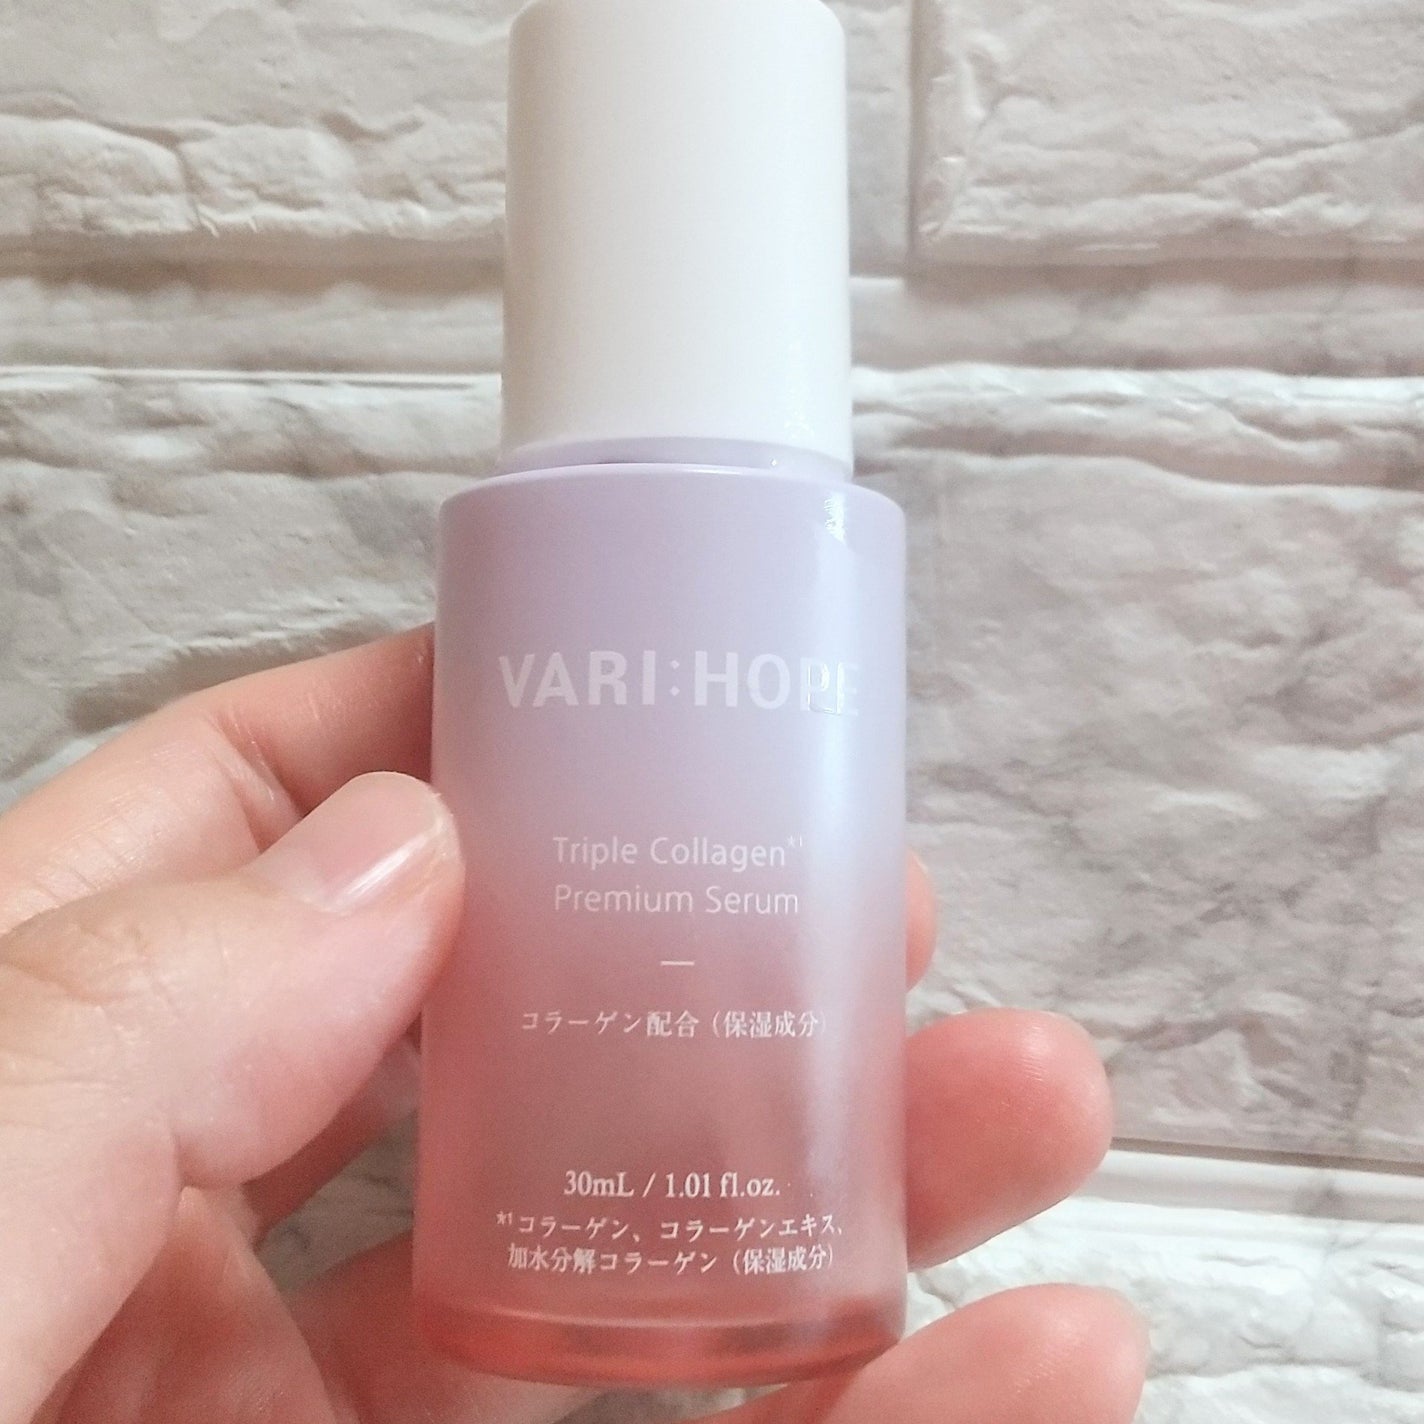 VARI:HOPE
Triple Collagen*1
Premium Serum
コラーゲン配合（保湿成分）
30mL / 1.01 fl.oz.
*1コラーゲン、コラーゲンエキス、
加水分解コラーゲン（保湿成分）